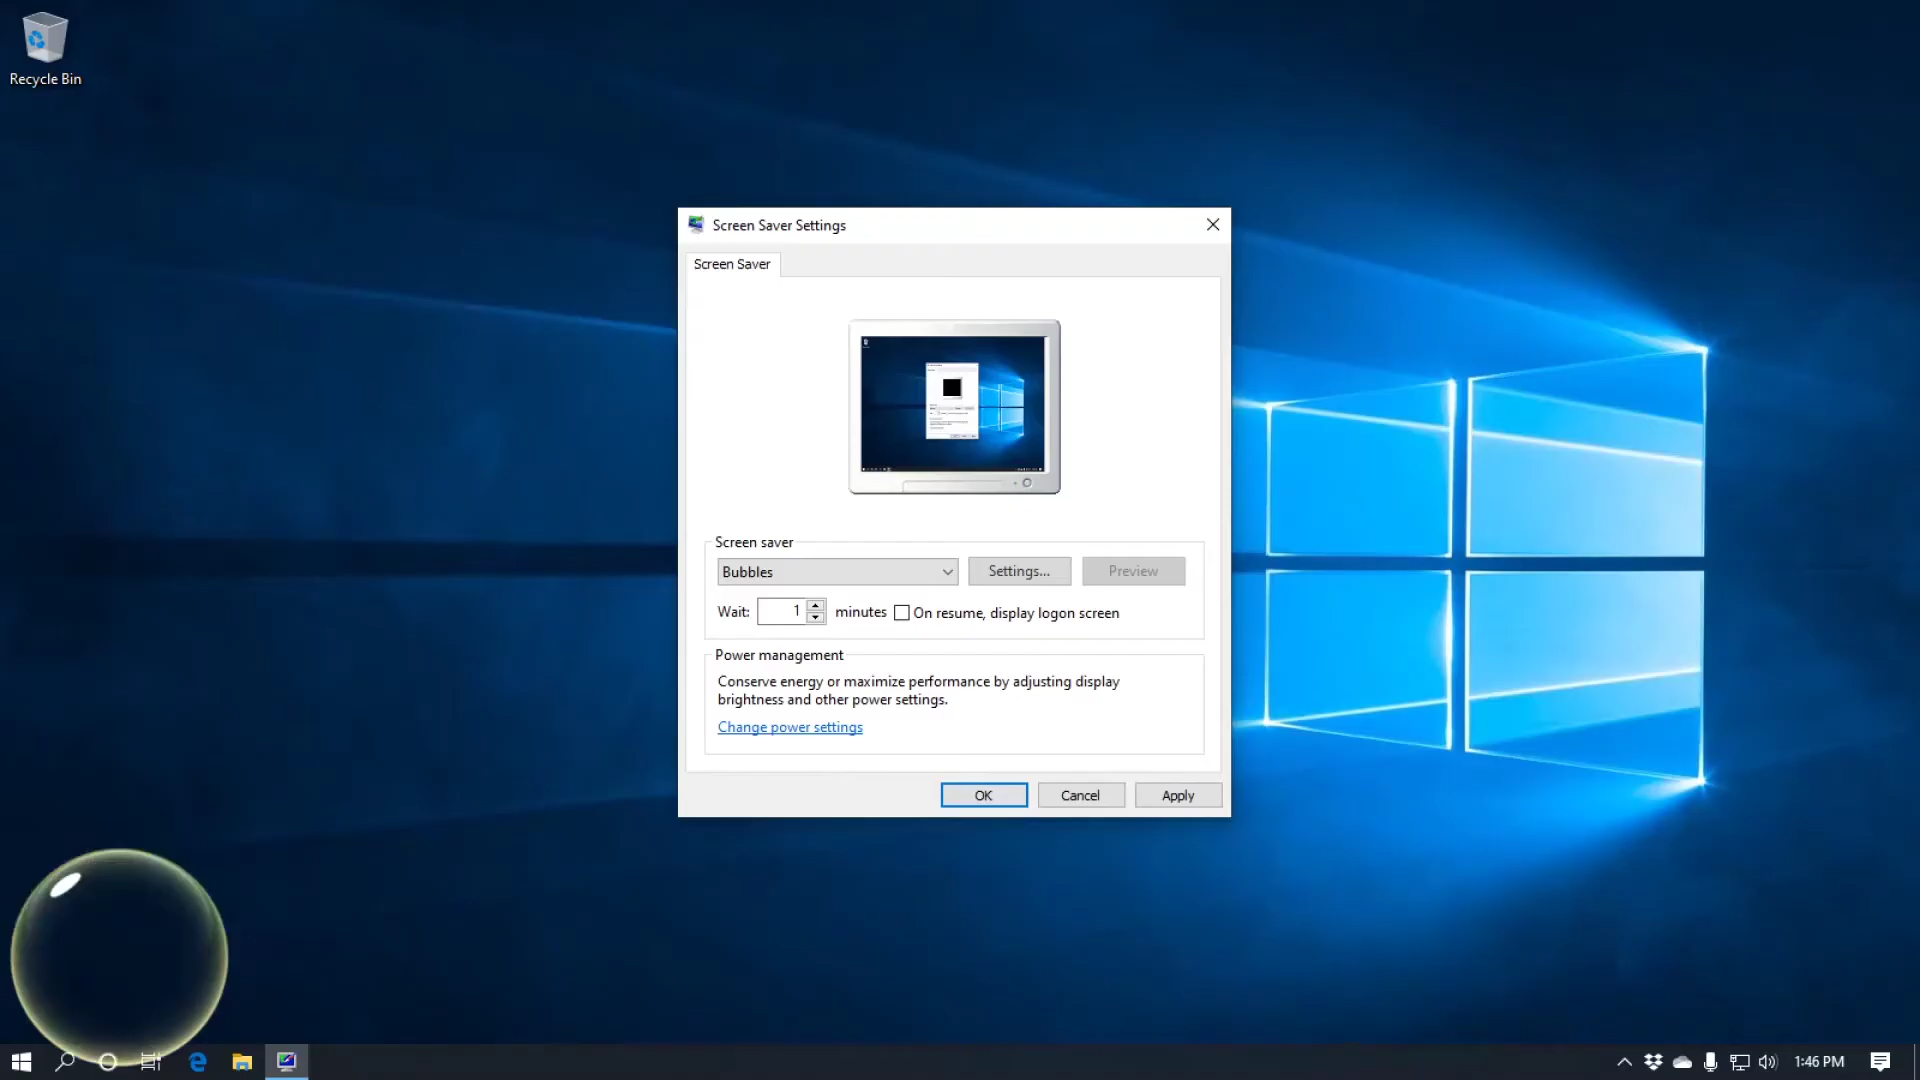 Recycle Bin
Screen Saver Settings
Screen Saver
Screen saver
Bubbles
Settings...
Preview
Wait: 1 minutes On resume, display logon screen
Power management
Conserve energy or maximize performance by adjusting display
brightness and other power settings.
Change power settings
OK Cancel Apply
1:46 PM